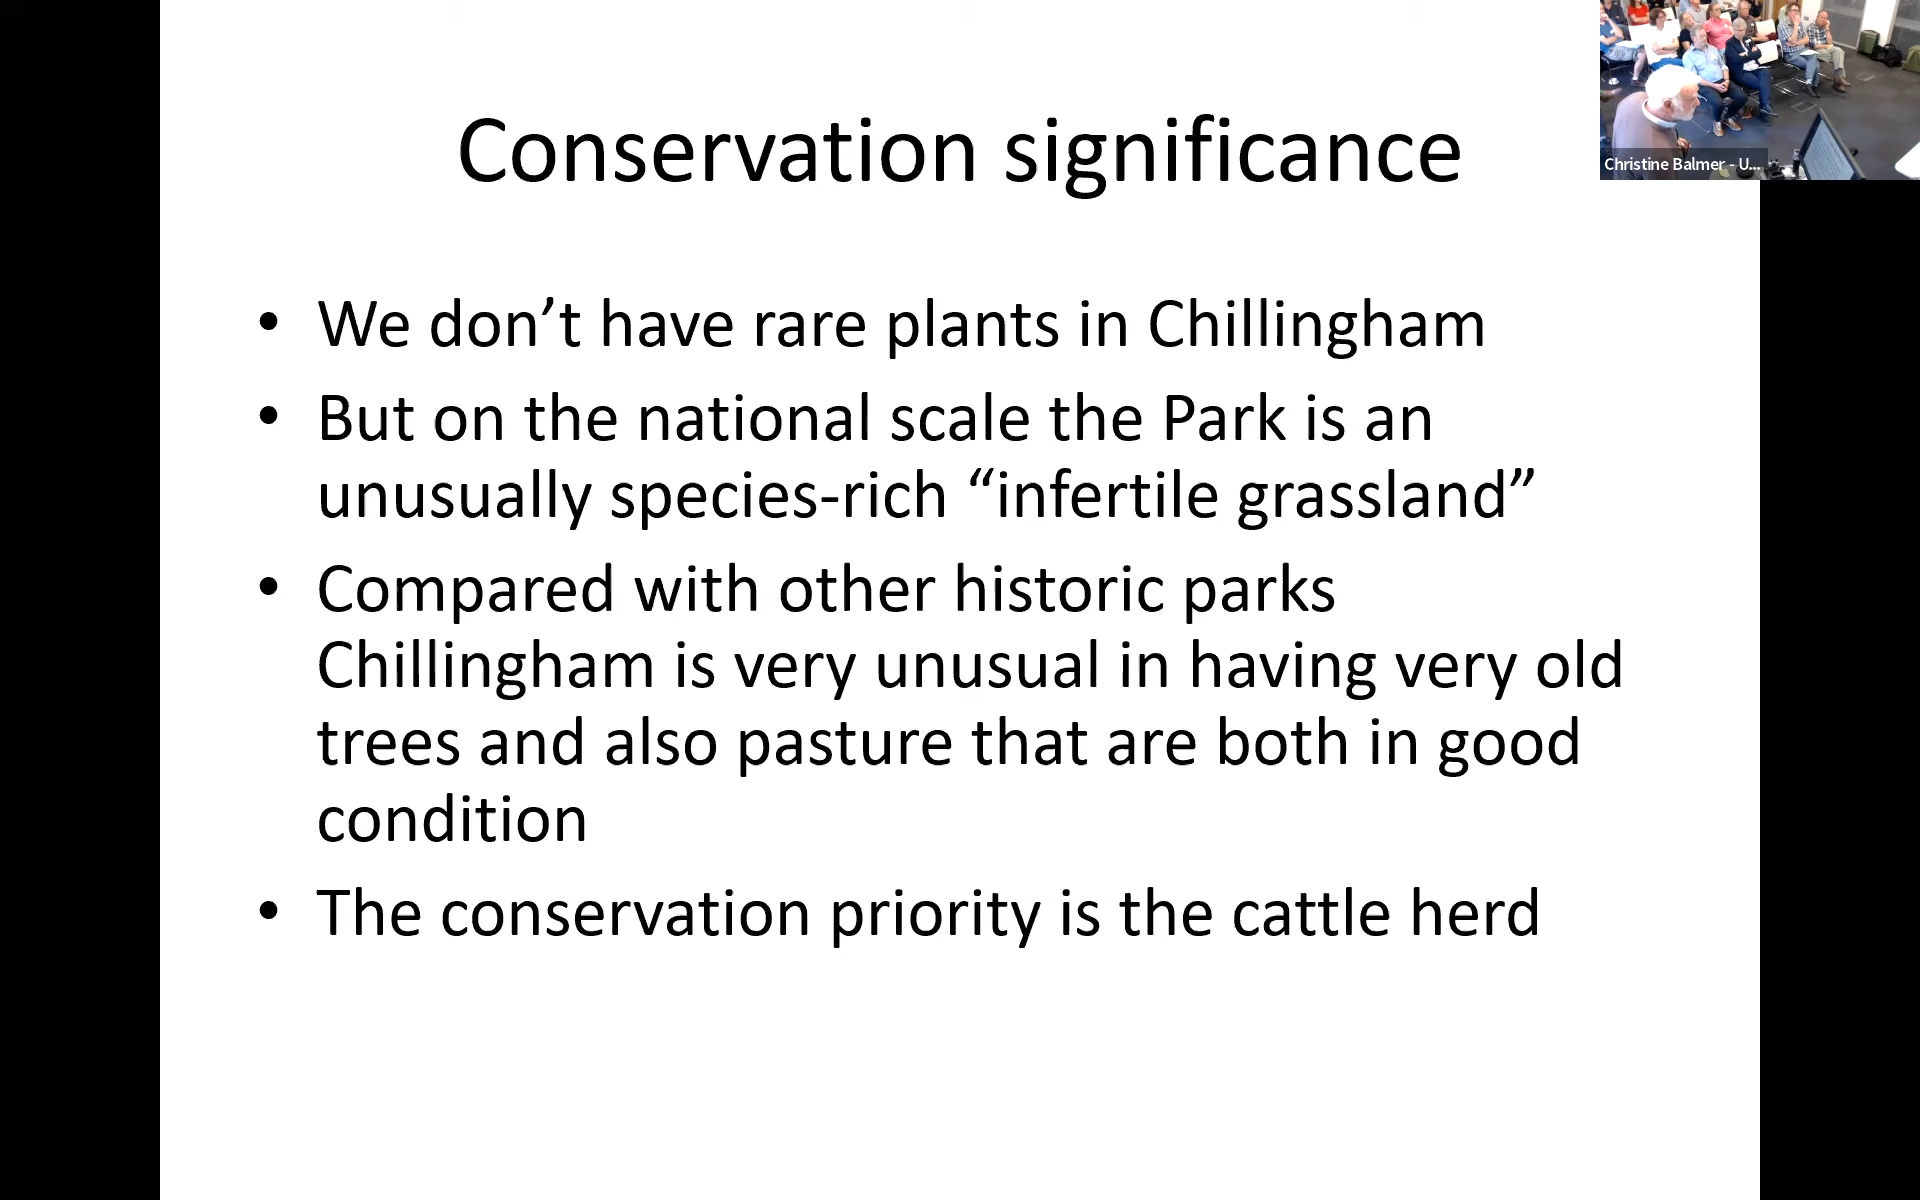 Conservation significance
Christine Balmer - U...
• We don’t have rare plants in Chillingham
• But on the national scale the Park is an
unusually species-rich “infertile grassland”
• Compared with other historic parks
Chillingham is very unusual in having very old
trees and also pasture that are both in good
condition
• The conservation priority is the cattle herd